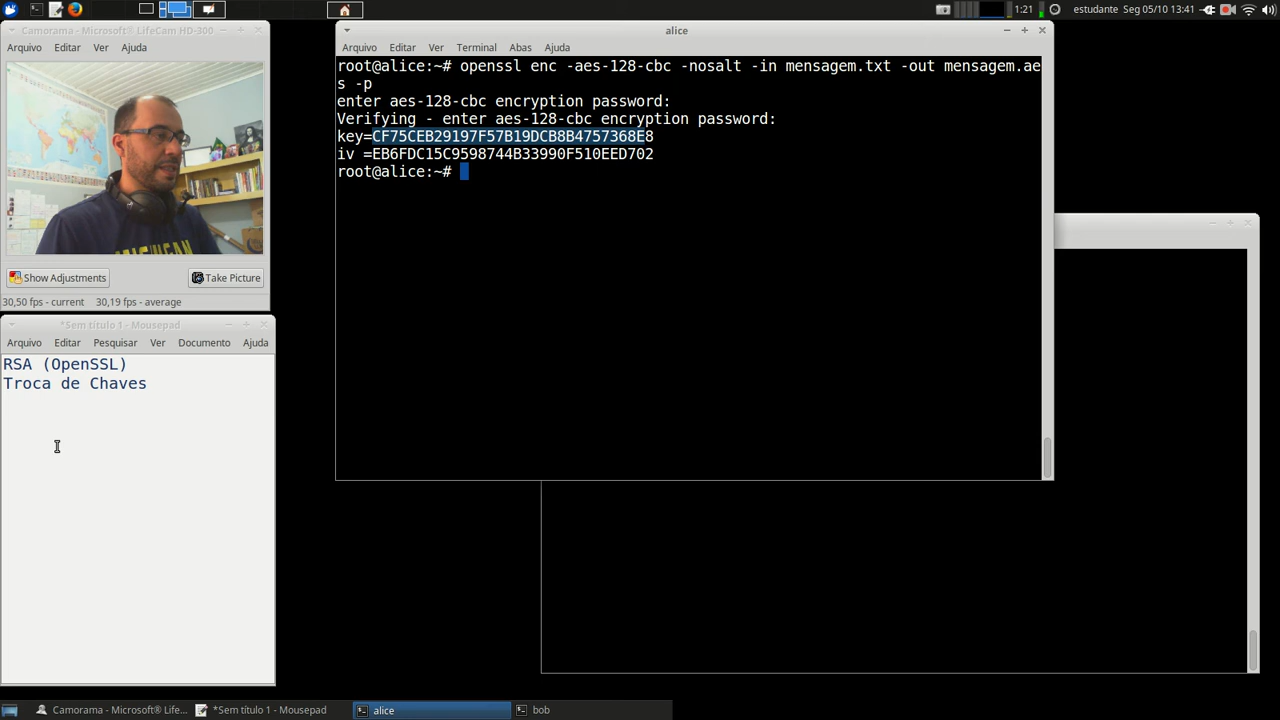 1:21
estudante Seg 05/10 13:41
Camorama - Microsoft® LifeCam HD-300
Arquivo Editar Ver Ajuda
Show Adjustments
Take Picture
30,50 fps - current 30,19 fps - average
*Sem título 1 - Mousepad
Arquivo Editar Pesquisar Ver Documento Ajuda
RSA (OpenSSL)
Troca de Chaves
alice
Arquivo Editar Ver Terminal Abas Ajuda
root@alice:~# openssl enc -aes-128-cbc -nosalt -in mensagem.txt -out mensagem.ae
s -p
enter aes-128-cbc encryption password:
Verifying - enter aes-128-cbc encryption password:
key=CF75CEB29197F57B19DCB8B4757368E8
iv =EB6FDC15C9598744B33990F510EED702
root@alice:~#
Camorama - Microsoft® Life...
*Sem título 1 - Mousepad
alice
bob